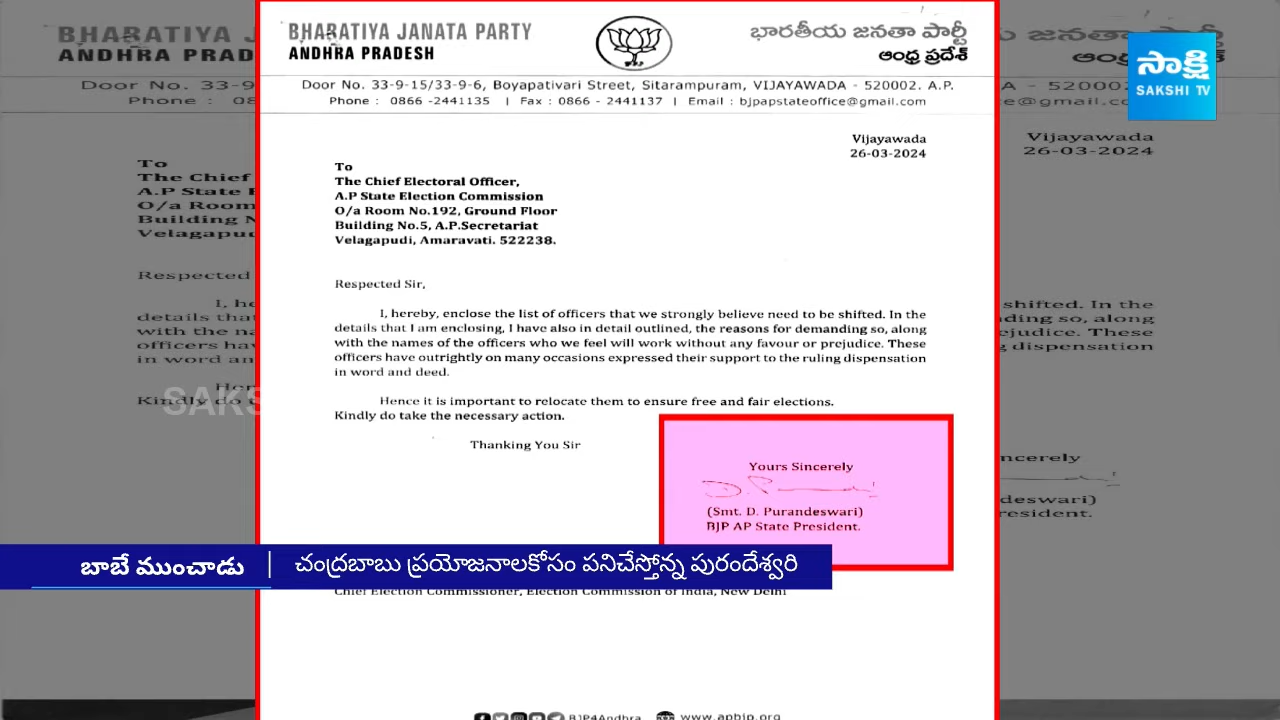 BHARATIYA JANATA PARTY
ANDHRA PRADESH
భారతీయ జనతా పార్టీ
ఆంధ్ర ప్రదేశ్
Door No. 33-9-15/33-9-6, Boyapativari Street, Sitarampuram, VIJAYAWADA - 520002. A.P.
Phone : 0866 -2441135 | Fax : 0866 - 2441137 | Email : bjpapstateoffice@gmail.com
సాక్షి
SAKSHI TV
Vijayawada
26-03-2024
To
The Chief Electoral Officer,
A.P State Election Commission
O/a Room No.192, Ground Floor
Building No.5, A.P.Secretariat
Velagapudi, Amaravati. 522238.
Respected Sir,
I, hereby, enclose the list of officers that we strongly believe need to be shifted. In the
details that I am enclosing, I have also in detail outlined, the reasons for demanding so, along
with the names of the officers who we feel will work without any favour or prejudice. These
officers have outrightly on many occasions expressed their support to the ruling dispensation
in word and deed.
Hence it is important to relocate them to ensure free and fair elections.
Kindly do take the necessary action.
Thanking You Sir
Yours Sincerely
(Smt. D. Purandeswari)
BJP AP State President.
బాబే ముంచాడు | చంద్రబాబు ప్రయోజనాలకోసం పనిచేస్తోన్న పురందేశ్వరి
Chief Election Commissioner, Election Commission of India, New Delhi
BJP4Andhra www.apbjp.org